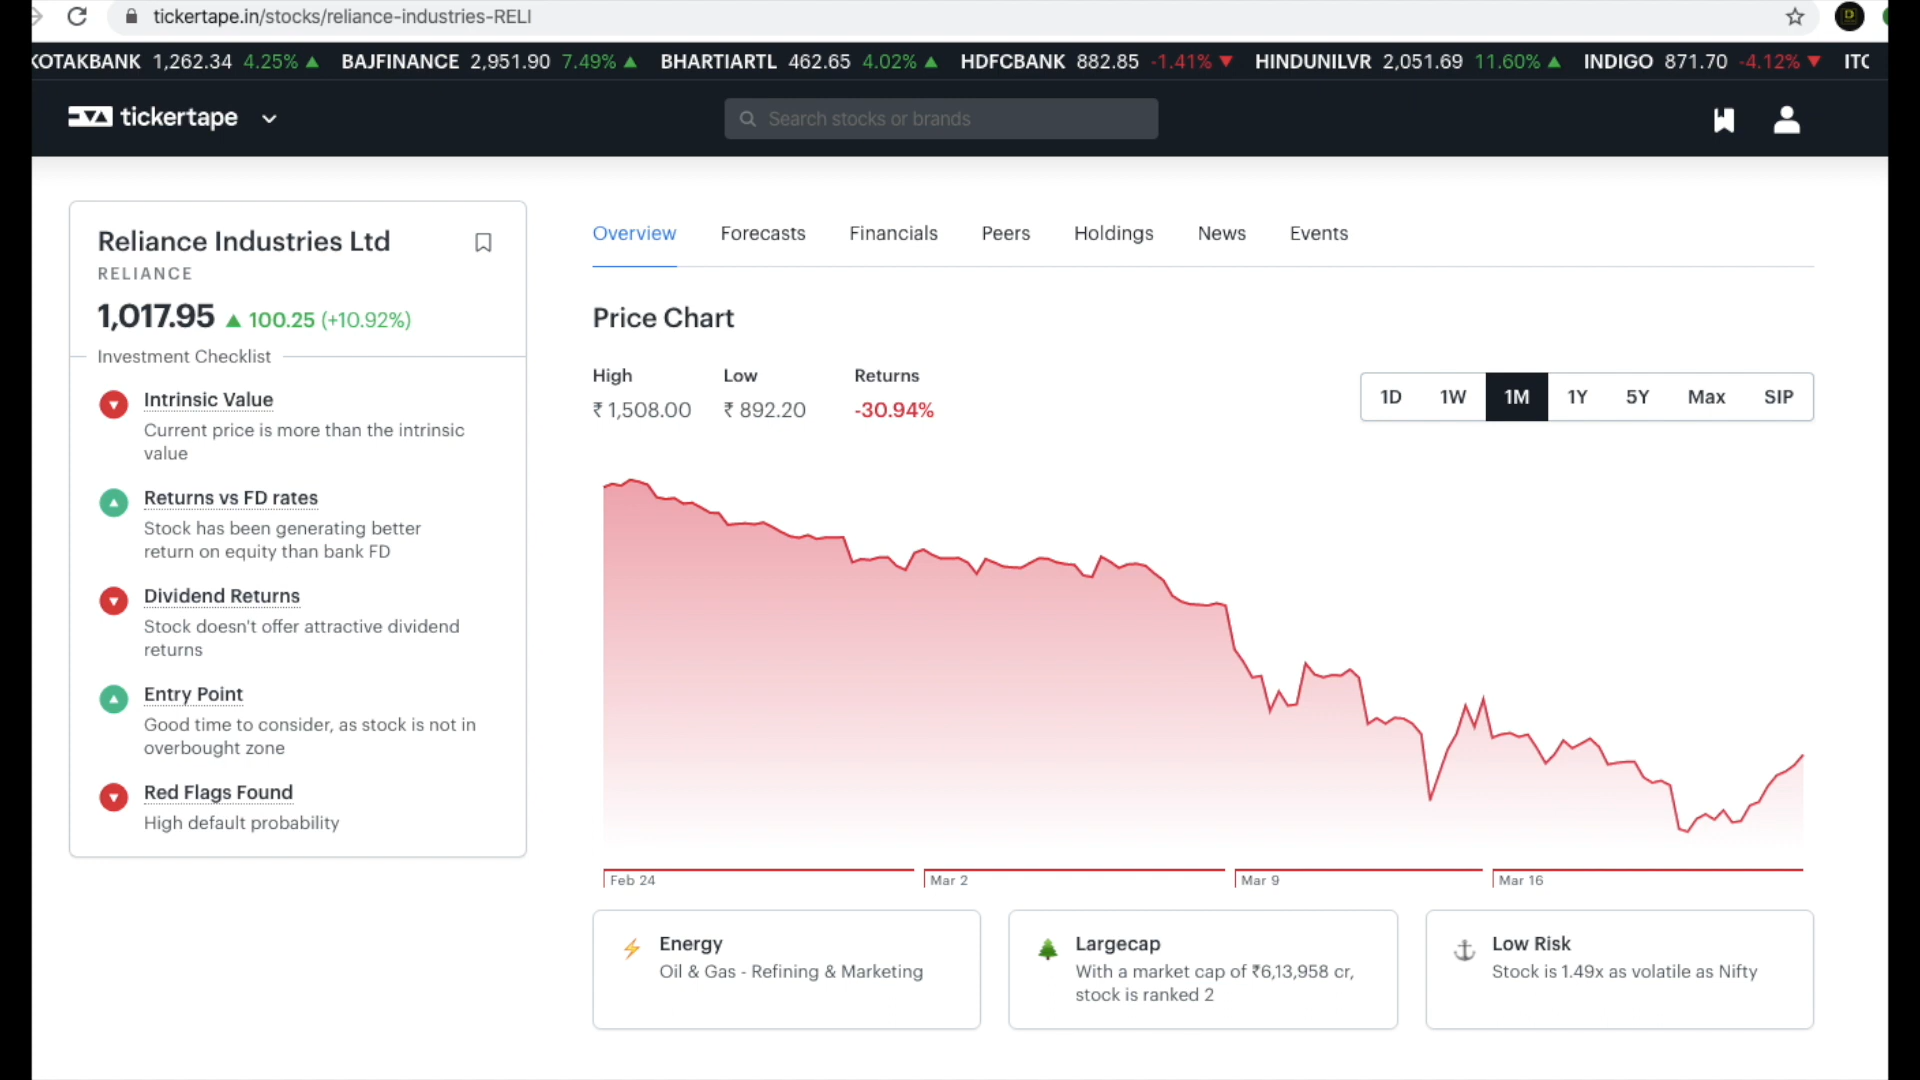 tickertape.in/stocks/reliance-industries-RELI
KOTAKBANK 1,262.34 4.25% ▲ BAJFINANCE 2,951.90 7.49% ▲ BHARTIARTL 462.65 4.02% ▲ HDFCBANK 882.85 -1.41% ▼ HINDUNILVR 2,051.69 11.60% ▲ INDIGO 871.70 -4.12% ▼ ITC
tickertape
Search stocks or brands
Reliance Industries Ltd
RELIANCE
1,017.95 ▲ 100.25 (+10.92%)
Investment Checklist
Intrinsic Value
Current price is more than the intrinsic
value
Returns vs FD rates
Stock has been generating better
return on equity than bank FD
Dividend Returns
Stock doesn't offer attractive dividend
returns
Entry Point
Good time to consider, as stock is not in
overbought zone
Red Flags Found
High default probability
Overview Forecasts Financials Peers Holdings News Events
Price Chart
High Low Returns
₹ 1,508.00 ₹ 892.20 -30.94%
1D 1W 1M 1Y 5Y Max SIP
Feb 24 Mar 2 Mar 9 Mar 16
Energy
Oil & Gas - Refining & Marketing
Largecap
With a market cap of ₹6,13,958 cr,
stock is ranked 2
Low Risk
Stock is 1.49x as volatile as Nifty